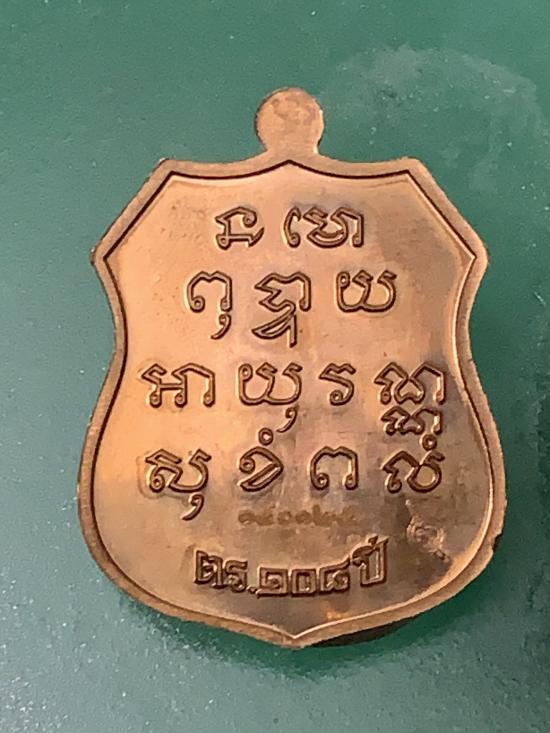 ន មោ
ពុ ទ្ធា យ
អា យុ វ ណ្ណ
សុ ខំ ព លំ
ตร.๑๐๘ปี